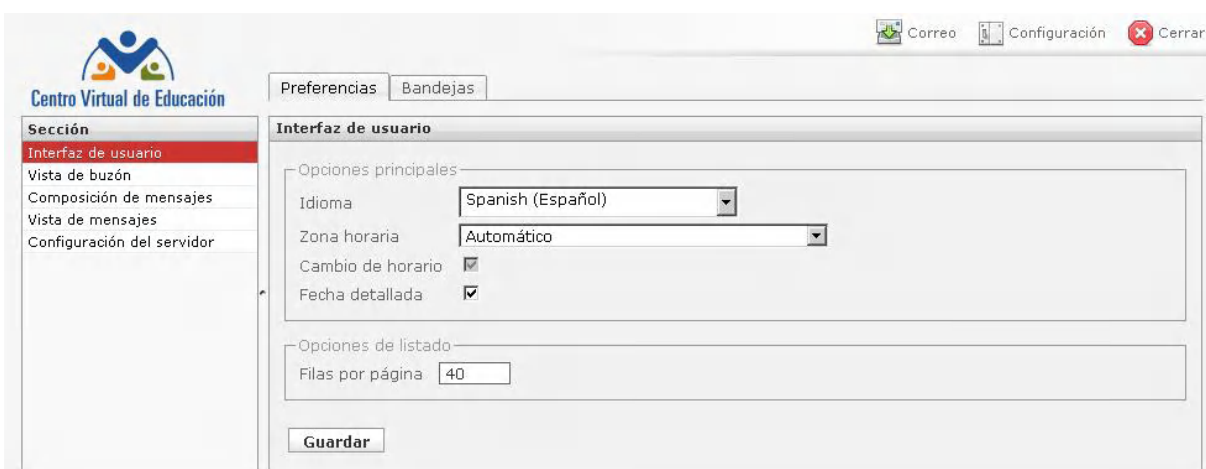 Correo Configuración Cerrar
Centro Virtual de Educación
Preferencias Bandejas
Sección
Interfaz de usuario
Vista de buzón
Composición de mensajes
Vista de mensajes
Configuración del servidor
Interfaz de usuario
Opciones principales
Idioma Spanish (Español)
Zona horaria Automático
Cambio de horario
Fecha detallada
Opciones de listado
Filas por página 40
Guardar